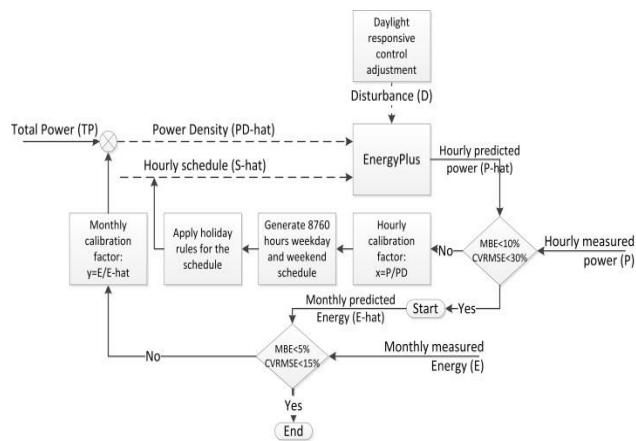 Daylight
responsive
control
adjustment
Disturbance (D)
Total Power (TP)
Power Density (PD-hat)
Hourly schedule (S-hat)
EnergyPlus
Hourly predicted
power (P-hat)
Monthly
calibration
factor:
y=E/E-hat
Apply holiday
rules for the
schedule
Generate 8760
hours weekday
and weekend
schedule
Hourly
calibration
factor:
x=P/PD
No
MBE<10%
CVRMSE<30%
Hourly measured
power (P)
Monthly predicted
Energy (E-hat)
Start
Yes
No
MBE<5%
CVRMSE<15%
Monthly measured
Energy (E)
Yes
End